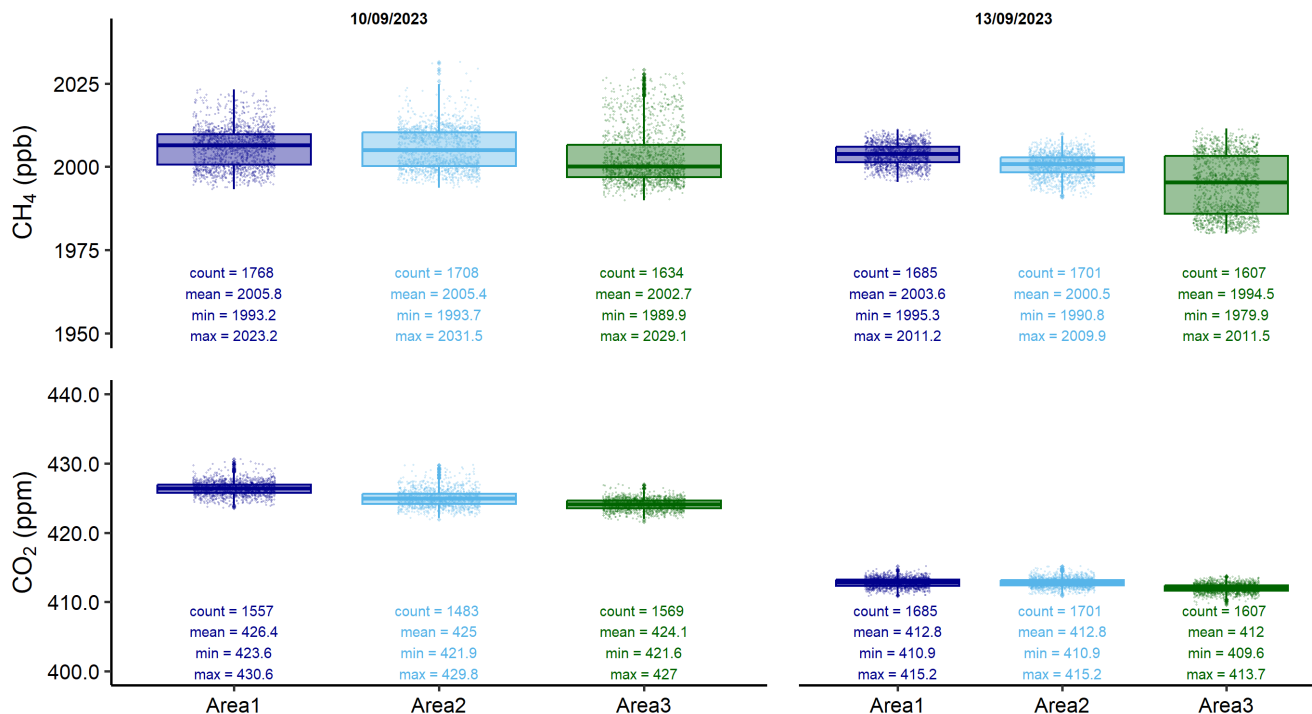 10/09/2023 13/09/2023
CH4 (ppb)
2025
2000
1975
1950
count = 1768 count = 1708 count = 1634 count = 1685 count = 1701 count = 1607
mean = 2005.8 mean = 2005.4 mean = 2002.7 mean = 2003.6 mean = 2000.5 mean = 1994.5
min = 1993.2 min = 1993.7 min = 1989.9 min = 1995.3 min = 1990.8 min = 1979.9
max = 2023.2 max = 2031.5 max = 2029.1 max = 2011.2 max = 2009.9 max = 2011.5
CO2 (ppm)
440.0
430.0
420.0
410.0
400.0
count = 1557 count = 1483 count = 1569 count = 1685 count = 1701 count = 1607
mean = 426.4 mean = 425 mean = 424.1 mean = 412.8 mean = 412.8 mean = 412
min = 423.6 min = 421.9 min = 421.6 min = 410.9 min = 410.9 min = 409.6
max = 430.6 max = 429.8 max = 427 max = 415.2 max = 415.2 max = 413.7
Area1 Area2 Area3 Area1 Area2 Area3